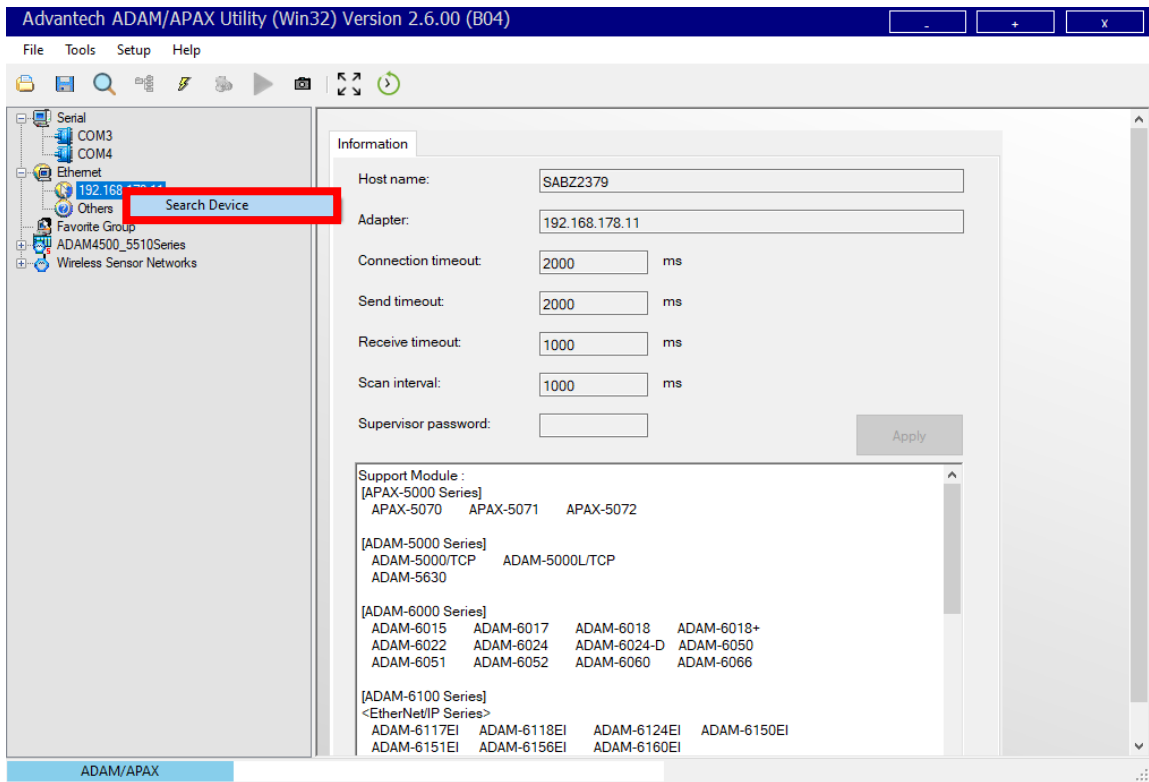 Advantech ADAM/APAX Utility (Win32) Version 2.6.00 (B04)
- + x
File Tools Setup Help
Serial
COM3
COM4
Ethernet
192.168.178.11
Search Device
Others
Favorite Group
ADAM4500_5510Series
Wireless Sensor Networks
Information
Host name: SABZ2379
Adapter: 192.168.178.11
Connection timeout: 2000 ms
Send timeout: 2000 ms
Receive timeout: 1000 ms
Scan interval: 1000 ms
Supervisor password:
Apply
Support Module :
[APAX-5000 Series]
APAX-5070 APAX-5071 APAX-5072
[ADAM-5000 Series]
ADAM-5000/TCP ADAM-5000L/TCP
ADAM-5630
[ADAM-6000 Series]
ADAM-6015 ADAM-6017 ADAM-6018 ADAM-6018+
ADAM-6022 ADAM-6024 ADAM-6024-D ADAM-6050
ADAM-6051 ADAM-6052 ADAM-6060 ADAM-6066
[ADAM-6100 Series]
<EtherNet/IP Series>
ADAM-6117EI ADAM-6118EI ADAM-6124EI ADAM-6150EI
ADAM-6151EI ADAM-6156EI ADAM-6160EI
ADAM/APAX